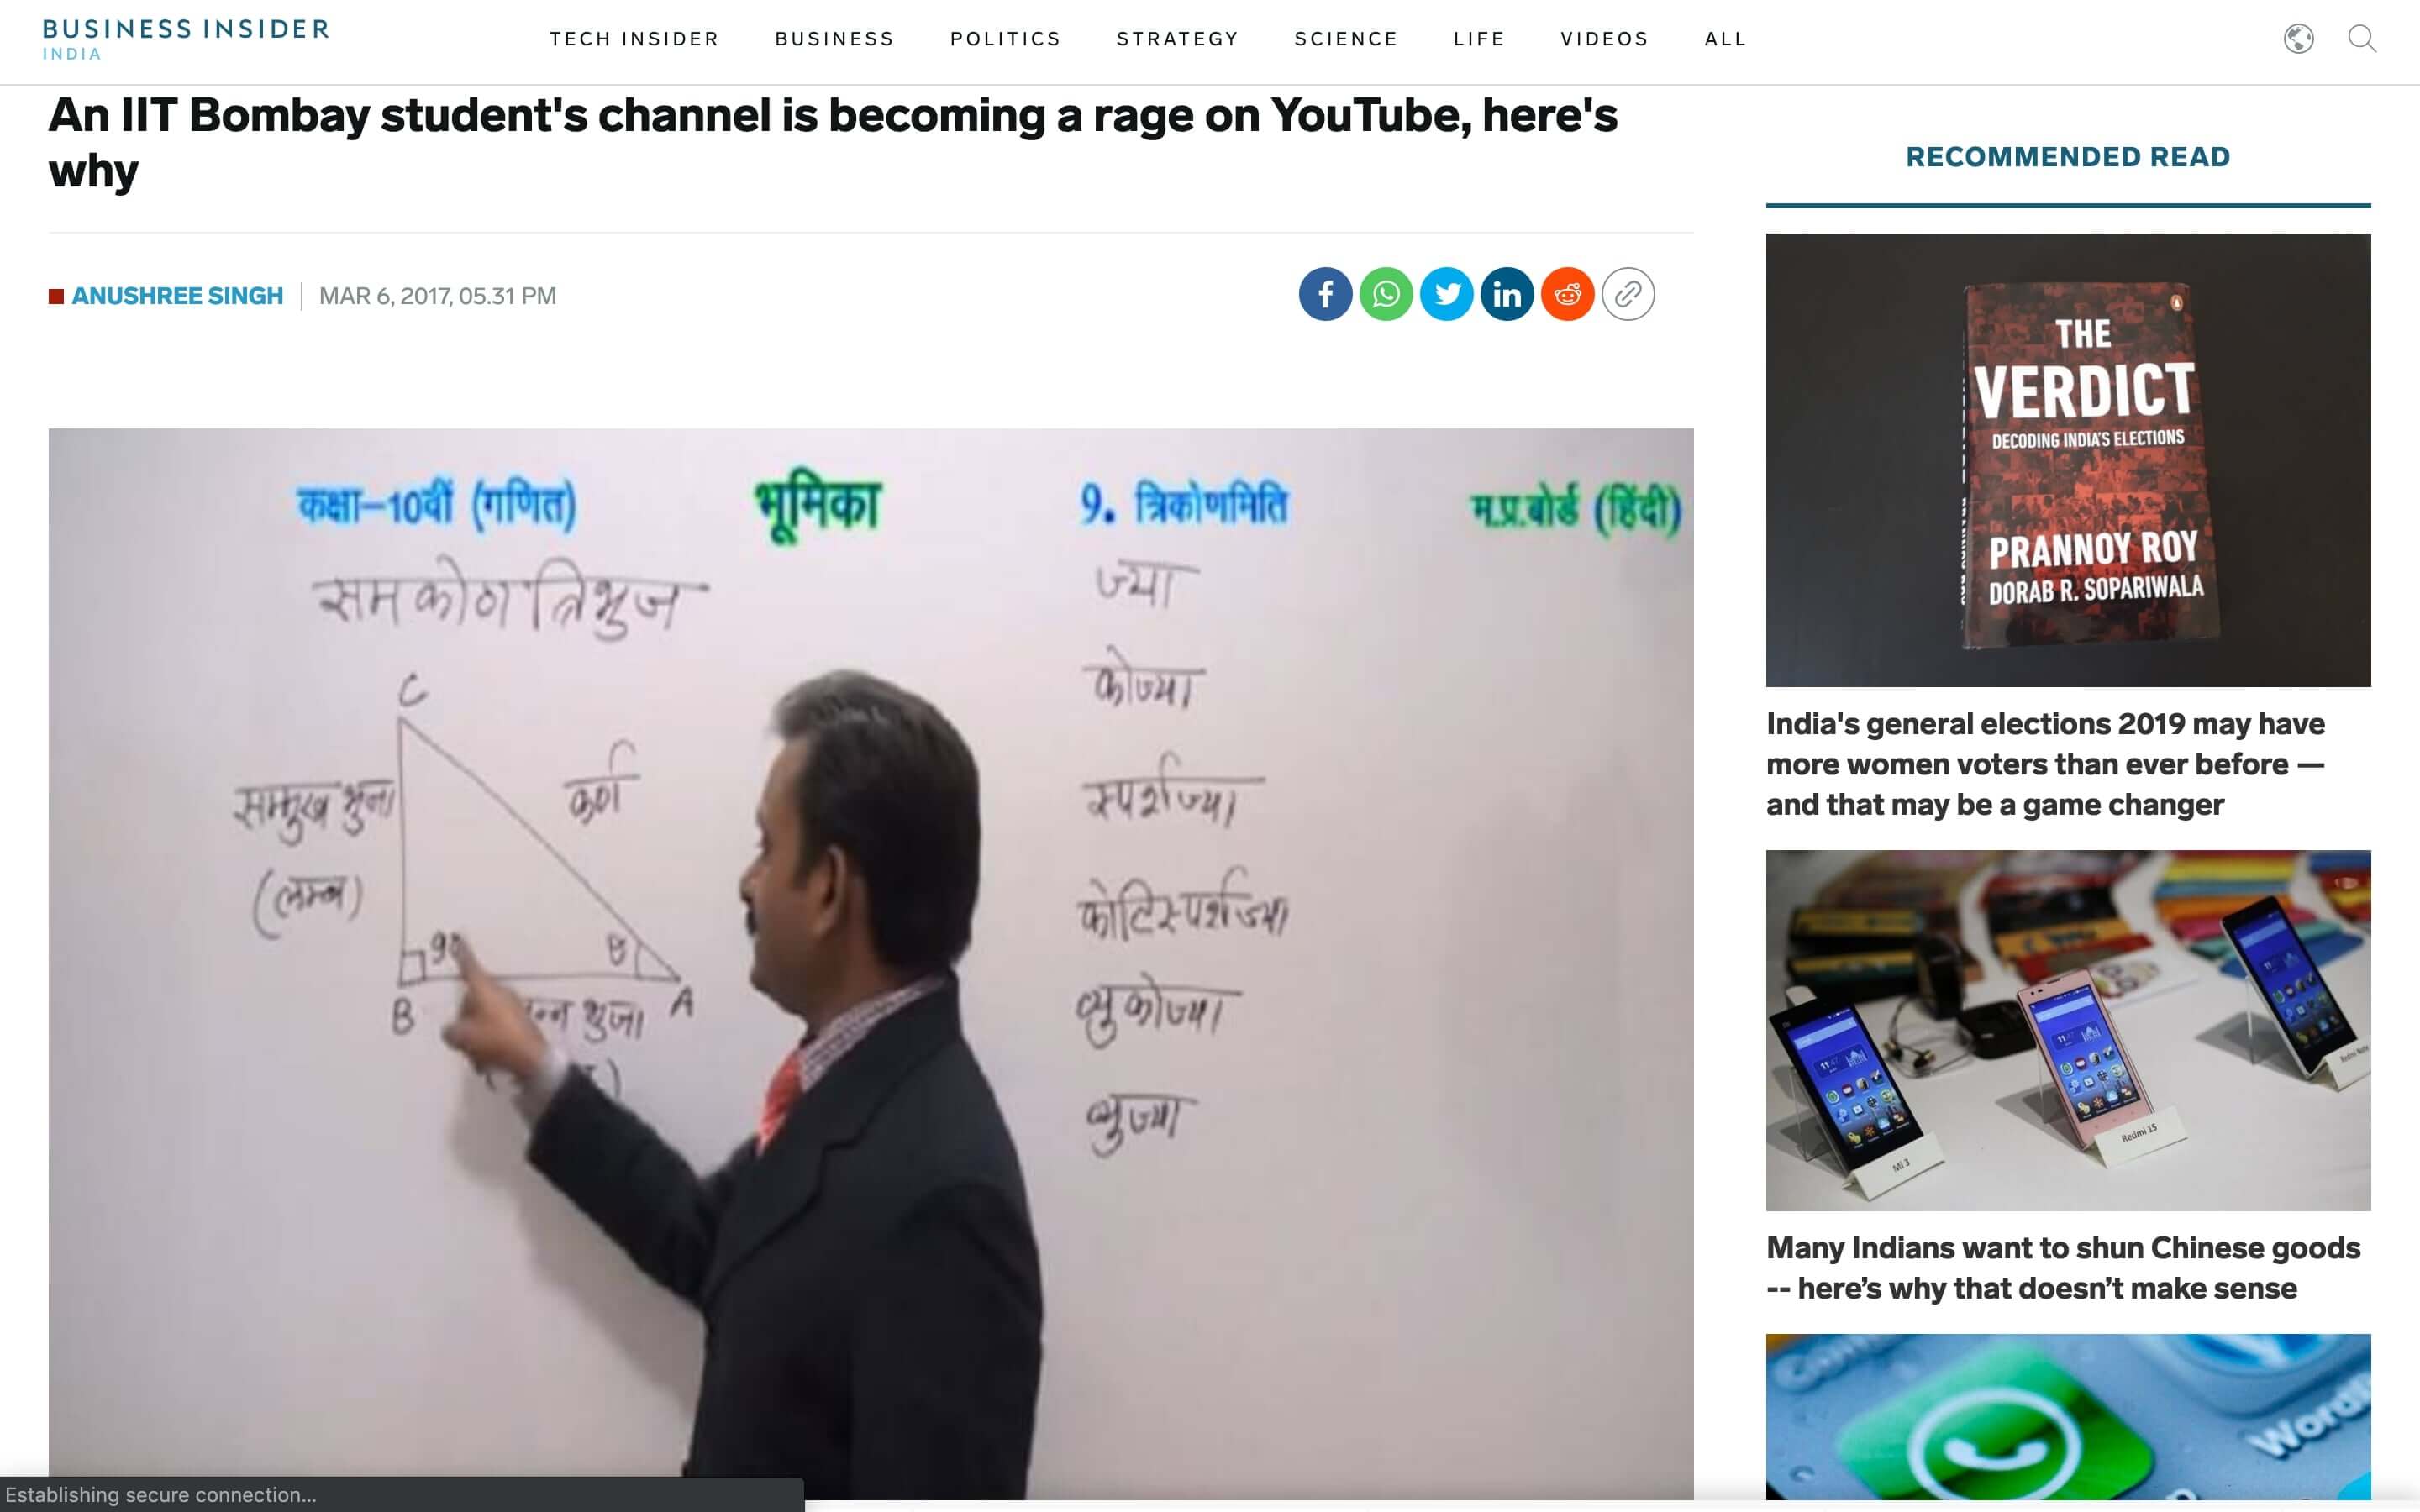 BUSINESS INSIDER
INDIA
TECH INSIDER BUSINESS POLITICS STRATEGY SCIENCE LIFE VIDEOS ALL
An IIT Bombay student's channel is becoming a rage on YouTube, here's
why
ANUSHREE SINGH | MAR 6, 2017, 05.31 PM
कक्षा–10वीं (गणित) भूमिका 9. त्रिकोणमिति म.प्र.बोर्ड (हिंदी)
समकोण त्रिभुज
C
सम्मुख भुजा
(लम्ब)
कर्ण
90
θ
B
A
भुजा
ज्या
कोज्या
स्पर्शज्या
कोटिस्पर्शज्या
व्युकोज्या
व्युज्या
RECOMMENDED READ
THE
VERDICT
DECODING INDIA'S ELECTIONS
PRANNOY ROY
DORAB R. SOPARIWALA
India's general elections 2019 may have
more women voters than ever before —
and that may be a game changer
Mi 3
Redmi 1S
Redmi Note
Many Indians want to shun Chinese goods
-- here’s why that doesn’t make sense
Establishing secure connection...